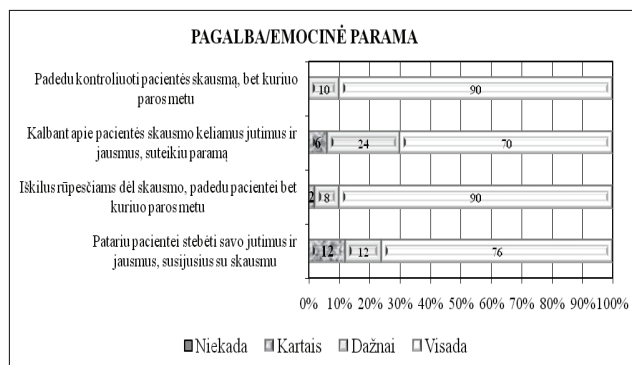 PAGALBA/EMOCINĖ PARAMA
Padedu kontroliuoti pacientės skausmą, bet kuriuo
paros metu
10 90
Kalbant apie pacientės skausmo keliamus jutimus ir
jausmus, suteikiu paramą
6 24 70
Iškilus rūpesčiams dėl skausmo, padedu pacientei bet
kuriuo paros metu
2 8 90
Patariu pacientei stebėti savo jutimus ir
jausmus, susijusius su skausmu
12 12 76
0% 10% 20% 30% 40% 50% 60% 70% 80% 90% 100%
Niekada Kartais Dažnai Visada